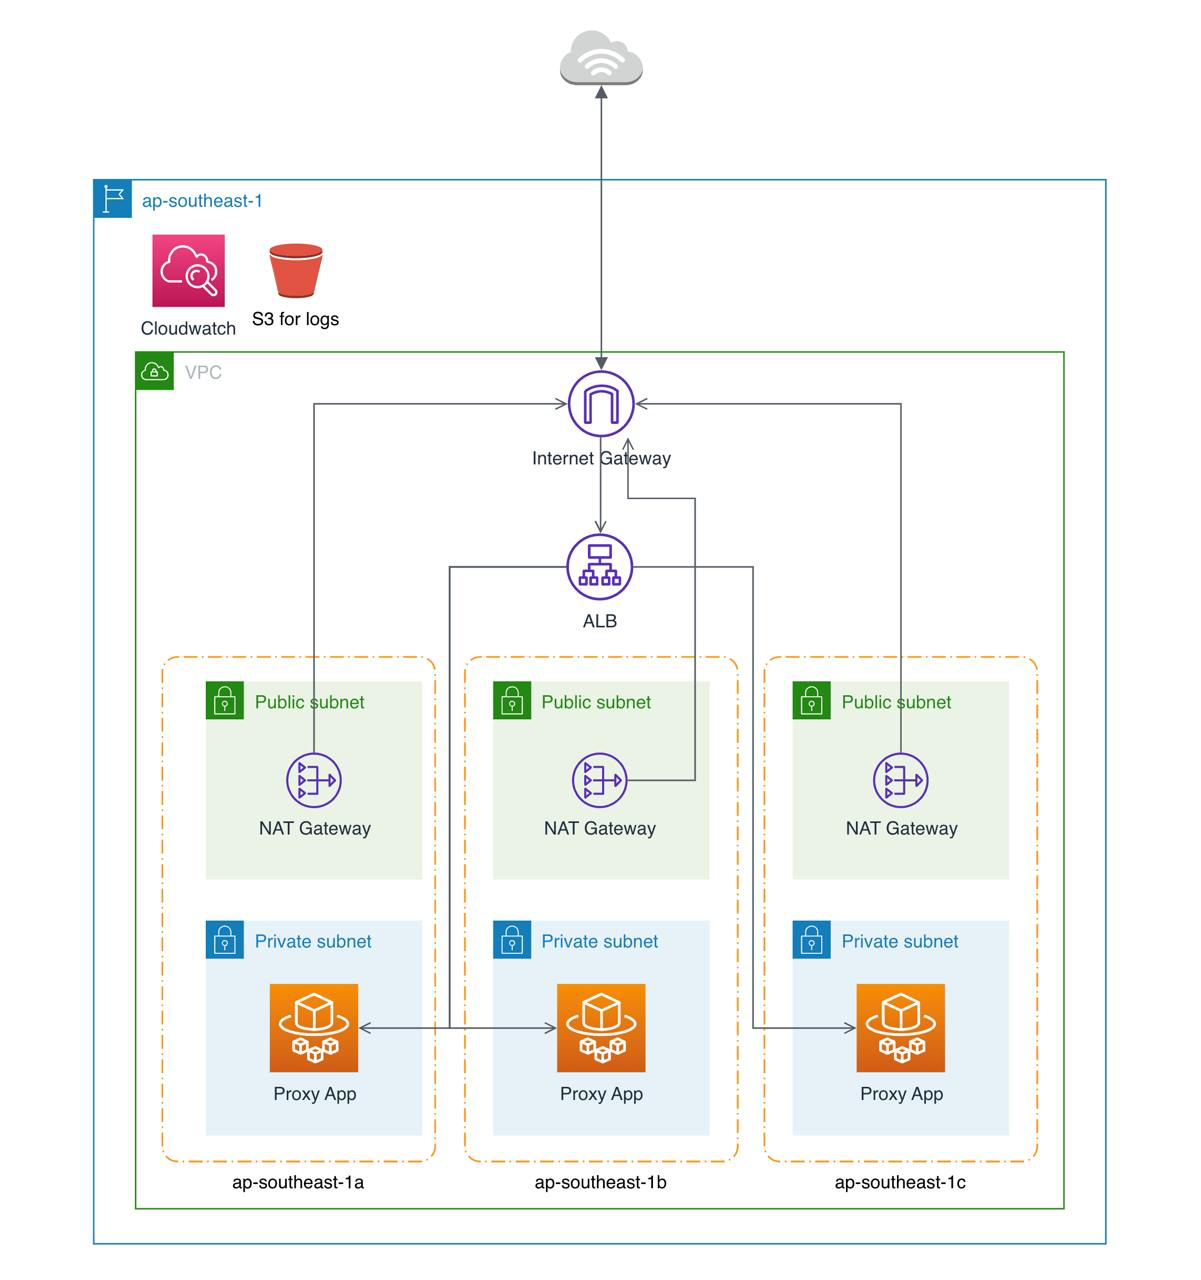 ap-southeast-1
Cloudwatch
S3 for logs
VPC
Internet Gateway
ALB
Public subnet
Public subnet
Public subnet
NAT Gateway
NAT Gateway
NAT Gateway
Private subnet
Private subnet
Private subnet
Proxy App
Proxy App
Proxy App
ap-southeast-1a
ap-southeast-1b
ap-southeast-1c